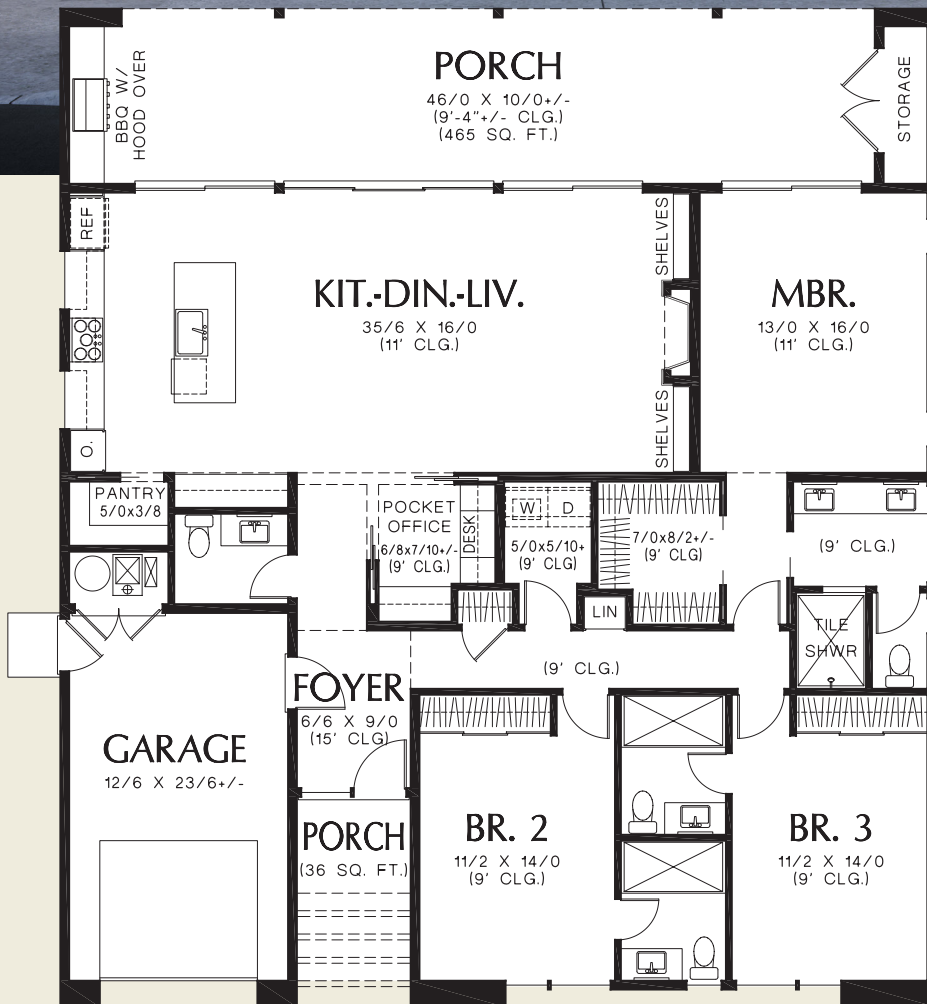 PORCH
46/0 X 10/0+/-
(9'-4"+/- CLG.)
(465 SQ. FT.)
BBQ W/
HOOD OVER
STORAGE
REF
SHELVES
KIT.-DIN.-LIV.
35/6 X 16/0
(11' CLG.)
MBR.
13/0 X 16/0
(11' CLG.)
O.
SHELVES
PANTRY
5/0x3/8
POCKET
OFFICE
6/8x7/10+/-
(9' CLG.)
DESK
W
D
5/0x5/10+
(9' CLG)
7/0x8/2+/-
(9' CLG)
(9' CLG.)
LIN
TILE
SHWR
(9' CLG.)
FOYER
6/6 X 9/0
(15' CLG)
GARAGE
12/6 X 23/6+/-
PORCH
(36 SQ. FT.)
BR. 2
11/2 X 14/0
(9' CLG.)
BR. 3
11/2 X 14/0
(9' CLG.)